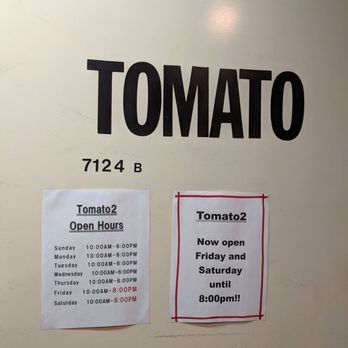 TOMATO
7124 B
Tomato2
Open Hours
Sunday 10:00AM-6:00PM
Monday 10:00AM-6:00PM
Tuesday 10:00AM-6:00PM
Wednesday 10:00AM-6:00PM
Thursday 10:00AM-6:00PM
Friday 10:00AM-8:00PM
Saturday 10:00AM-8:00PM
Tomato2
Now open
Friday and
Saturday
until
8:00pm!!